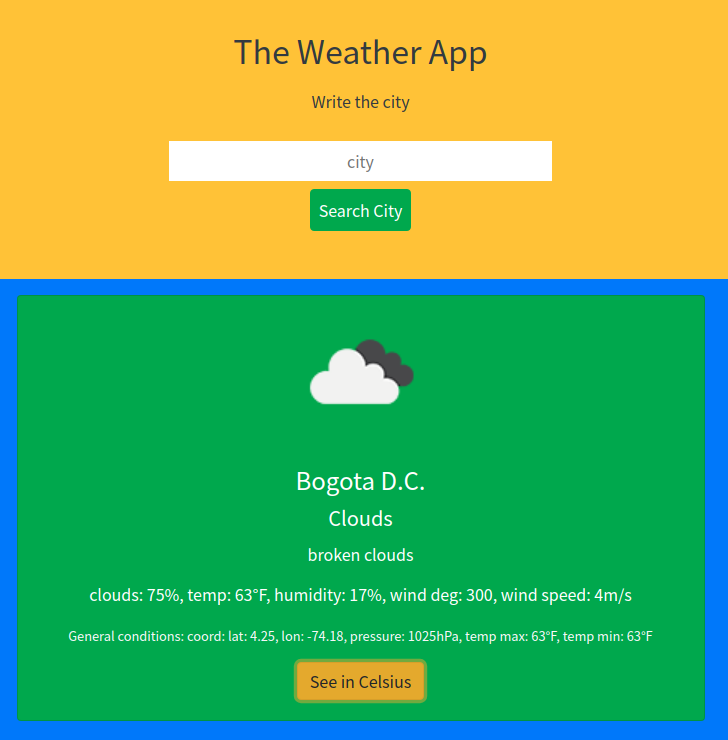 The Weather App
Write the city
city
Search City
Bogota D.C.
Clouds
broken clouds
clouds: 75%, temp: 63°F, humidity: 17%, wind deg: 300, wind speed: 4m/s
General conditions: coord: lat: 4.25, lon: -74.18, pressure: 1025hPa, temp max: 63°F, temp min: 63°F
See in Celsius